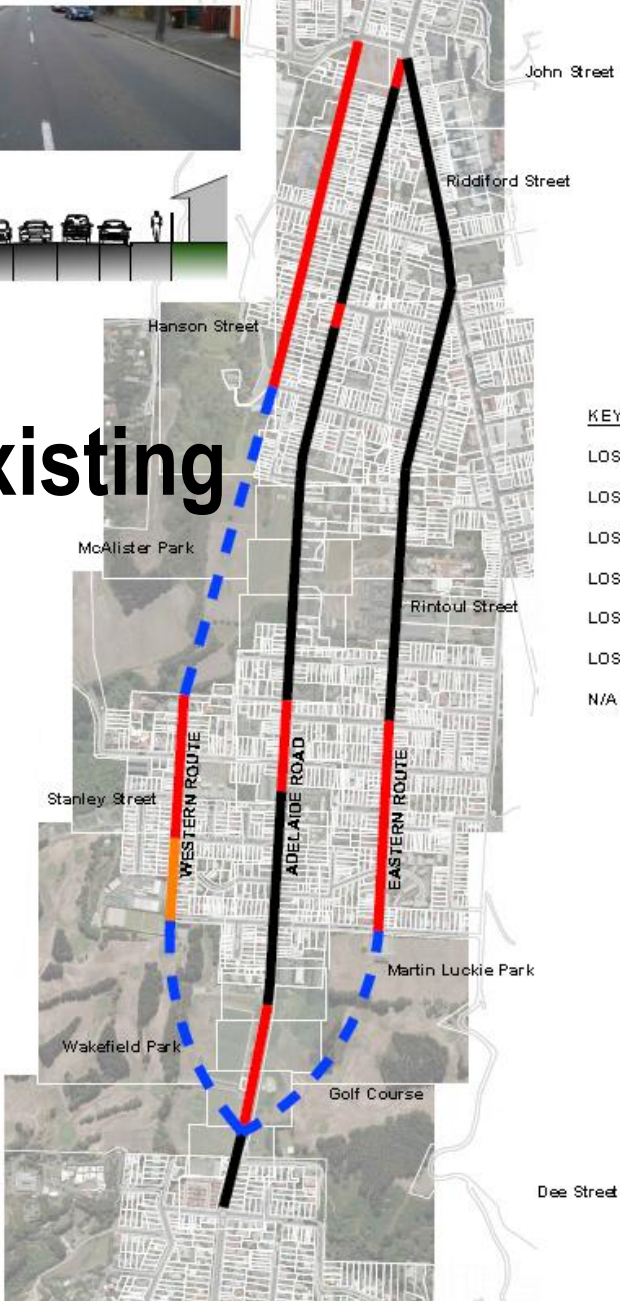 John Street
Riddiford Street
Hanson Street
KEY
xisting
LOS
LOS
McAlister Park
LOS
LOS
Rintoul Street
LOS
LOS
N/A
WESTERN ROUTE
ADELAIDE ROAD
EASTERN ROUTE
Stanley Street
Martin Luckie Park
Wakefield Park
Golf Course
Dee Street